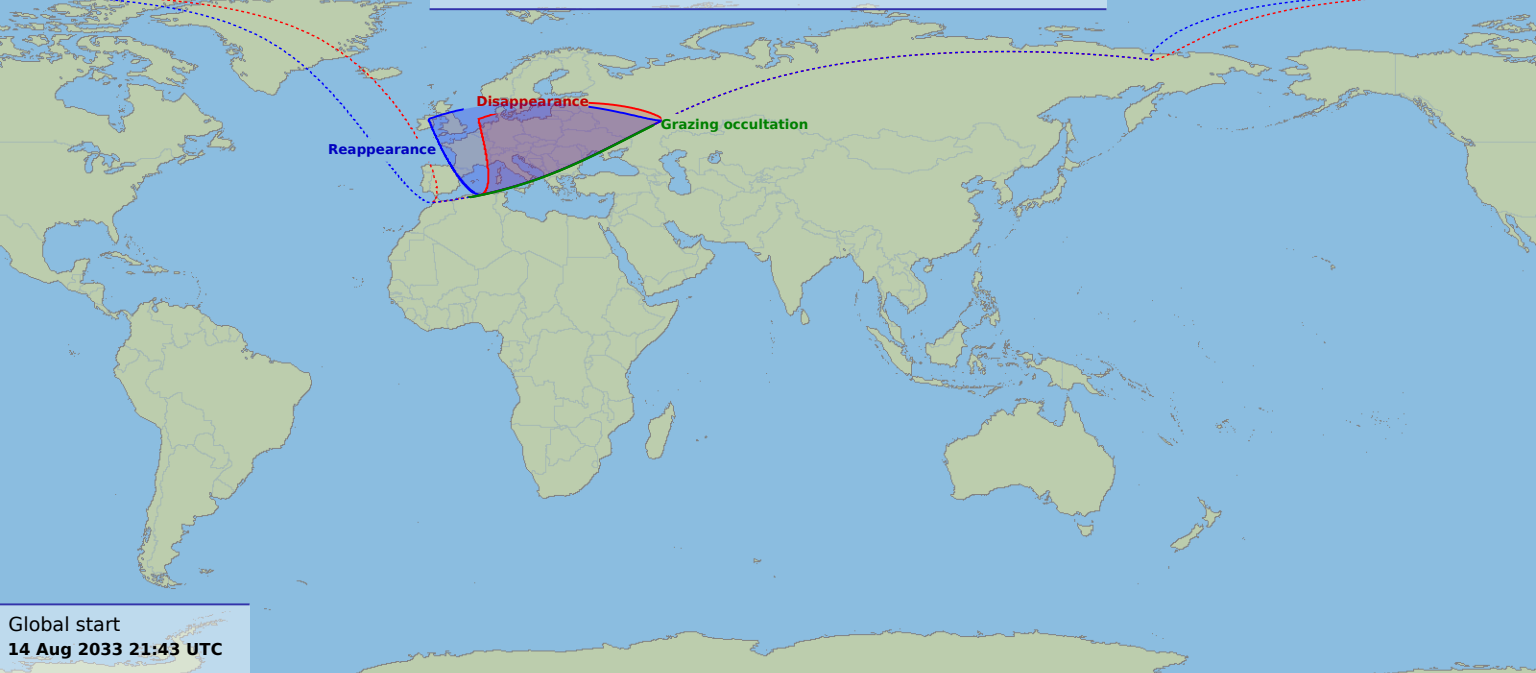 Disappearance
Grazing occultation
Reappearance
Global start
14 Aug 2033 21:43 UTC